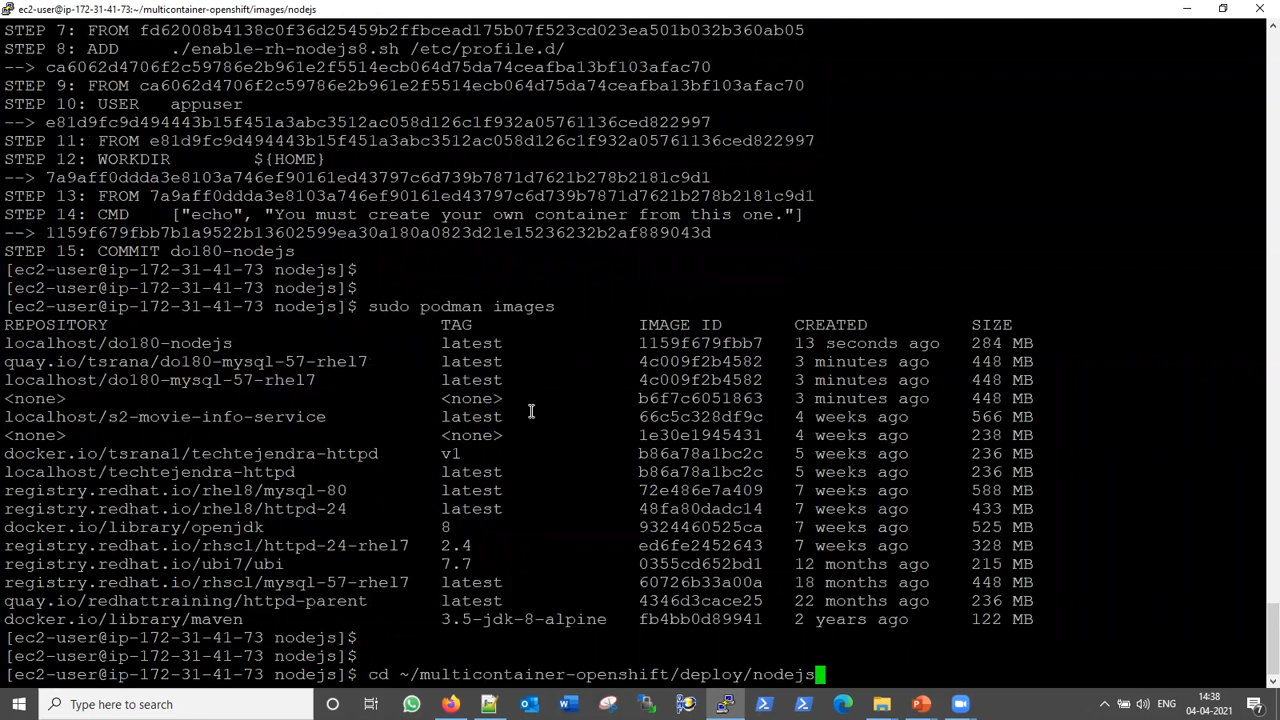 ec2-user@ip-172-31-41-73:~/multicontainer-openshift/images/nodejs
STEP 7: FROM fd62008b4138c0f36d25459b2ffbcead175b07f523cd023ea501b032b360ab05
STEP 8: ADD ./enable-rh-nodejs8.sh /etc/profile.d/
--> ca6062d4706f2c59786e2b961e2f5514ecb064d75da74ceafba13bf103afac70
STEP 9: FROM ca6062d4706f2c59786e2b961e2f5514ecb064d75da74ceafba13bf103afac70
STEP 10: USER appuser
--> e81d9fc9d494443b15f451a3abc3512ac058d126c1f932a05761136ced822997
STEP 11: FROM e81d9fc9d494443b15f451a3abc3512ac058d126c1f932a05761136ced822997
STEP 12: WORKDIR ${HOME}
--> 7a9aff0ddda3e8103a746ef90161ed43797c6d739b7871d7621b278b2181c9d1
STEP 13: FROM 7a9aff0ddda3e8103a746ef90161ed43797c6d739b7871d7621b278b2181c9d1
STEP 14: CMD ["echo", "You must create your own container from this one."]
--> 1159f679fbb7b1a9522b13602599ea30a180a0823d21e15236232b2af889043d
STEP 15: COMMIT do180-nodejs
[ec2-user@ip-172-31-41-73 nodejs]$
[ec2-user@ip-172-31-41-73 nodejs]$
[ec2-user@ip-172-31-41-73 nodejs]$ sudo podman images
REPOSITORY TAG IMAGE ID CREATED SIZE
localhost/do180-nodejs latest 1159f679fbb7 13 seconds ago 284 MB
quay.io/tsrana/do180-mysql-57-rhel7 latest 4c009f2b4582 3 minutes ago 448 MB
localhost/do180-mysql-57-rhel7 latest 4c009f2b4582 3 minutes ago 448 MB
<none> <none> b6f7c6051863 3 minutes ago 448 MB
localhost/s2-movie-info-service latest 66c5c328df9c 4 weeks ago 566 MB
<none> <none> 1e30e1945431 4 weeks ago 238 MB
docker.io/tsrana1/techtejendra-httpd v1 b86a78a1bc2c 5 weeks ago 236 MB
localhost/techtejendra-httpd latest b86a78a1bc2c 5 weeks ago 236 MB
registry.redhat.io/rhel8/mysql-80 latest 72e486e7a409 7 weeks ago 588 MB
registry.redhat.io/rhel8/httpd-24 latest 48fa80dadc14 7 weeks ago 433 MB
docker.io/library/openjdk 8 9324460525ca 7 weeks ago 525 MB
registry.redhat.io/rhscl/httpd-24-rhel7 2.4 ed6fe2452643 7 weeks ago 328 MB
registry.redhat.io/ubi7/ubi 7.7 0355cd652bd1 12 months ago 215 MB
registry.redhat.io/rhscl/mysql-57-rhel7 latest 60726b33a00a 18 months ago 448 MB
quay.io/redhattraining/httpd-parent latest 4346d3cace25 22 months ago 236 MB
docker.io/library/maven 3.5-jdk-8-alpine fb4bb0d89941 2 years ago 122 MB
[ec2-user@ip-172-31-41-73 nodejs]$
[ec2-user@ip-172-31-41-73 nodejs]$
[ec2-user@ip-172-31-41-73 nodejs]$ cd ~/multicontainer-openshift/deploy/nodejs
Type here to search
ENG
14:38
04-04-2021